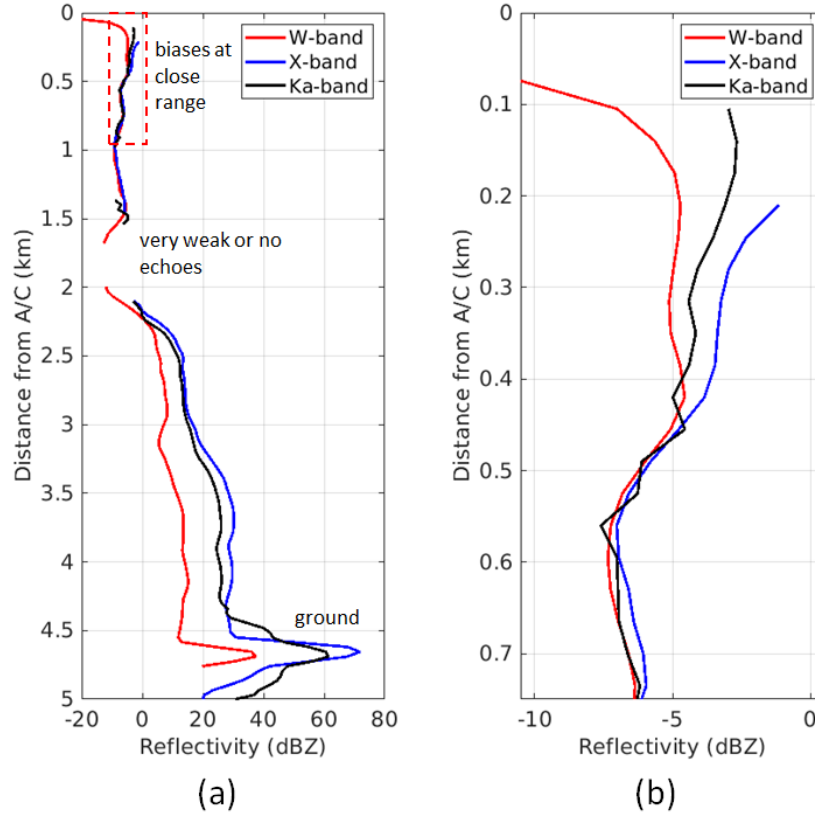 0
0.5
1
1.5
2
2.5
3
3.5
4
4.5
5
Distance from A/C (km)
-20
0
20
40
60
80
Reflectivity (dBZ)
W-band
X-band
Ka-band
biases at
close
range
very weak or no
echoes
ground
(a)
0
0.1
0.2
0.3
0.4
0.5
0.6
0.7
Distance from A/C (km)
-10
-5
0
Reflectivity (dBZ)
W-band
X-band
Ka-band
(b)